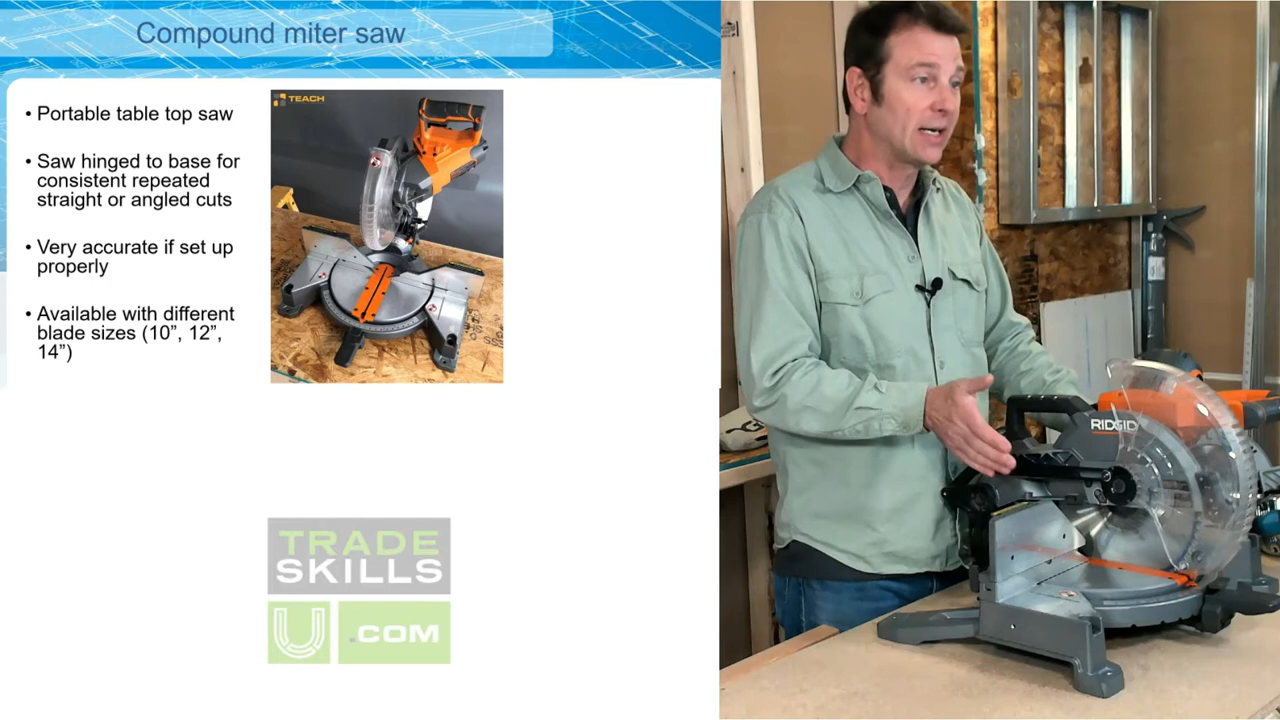 Compound miter saw
• Portable table top saw
• Saw hinged to base for
consistent repeated
straight or angled cuts
• Very accurate if set up
properly
• Available with different
blade sizes (10”, 12”,
14”)
TEACH
TRADE
SKILLS
U .COM
RIDGID